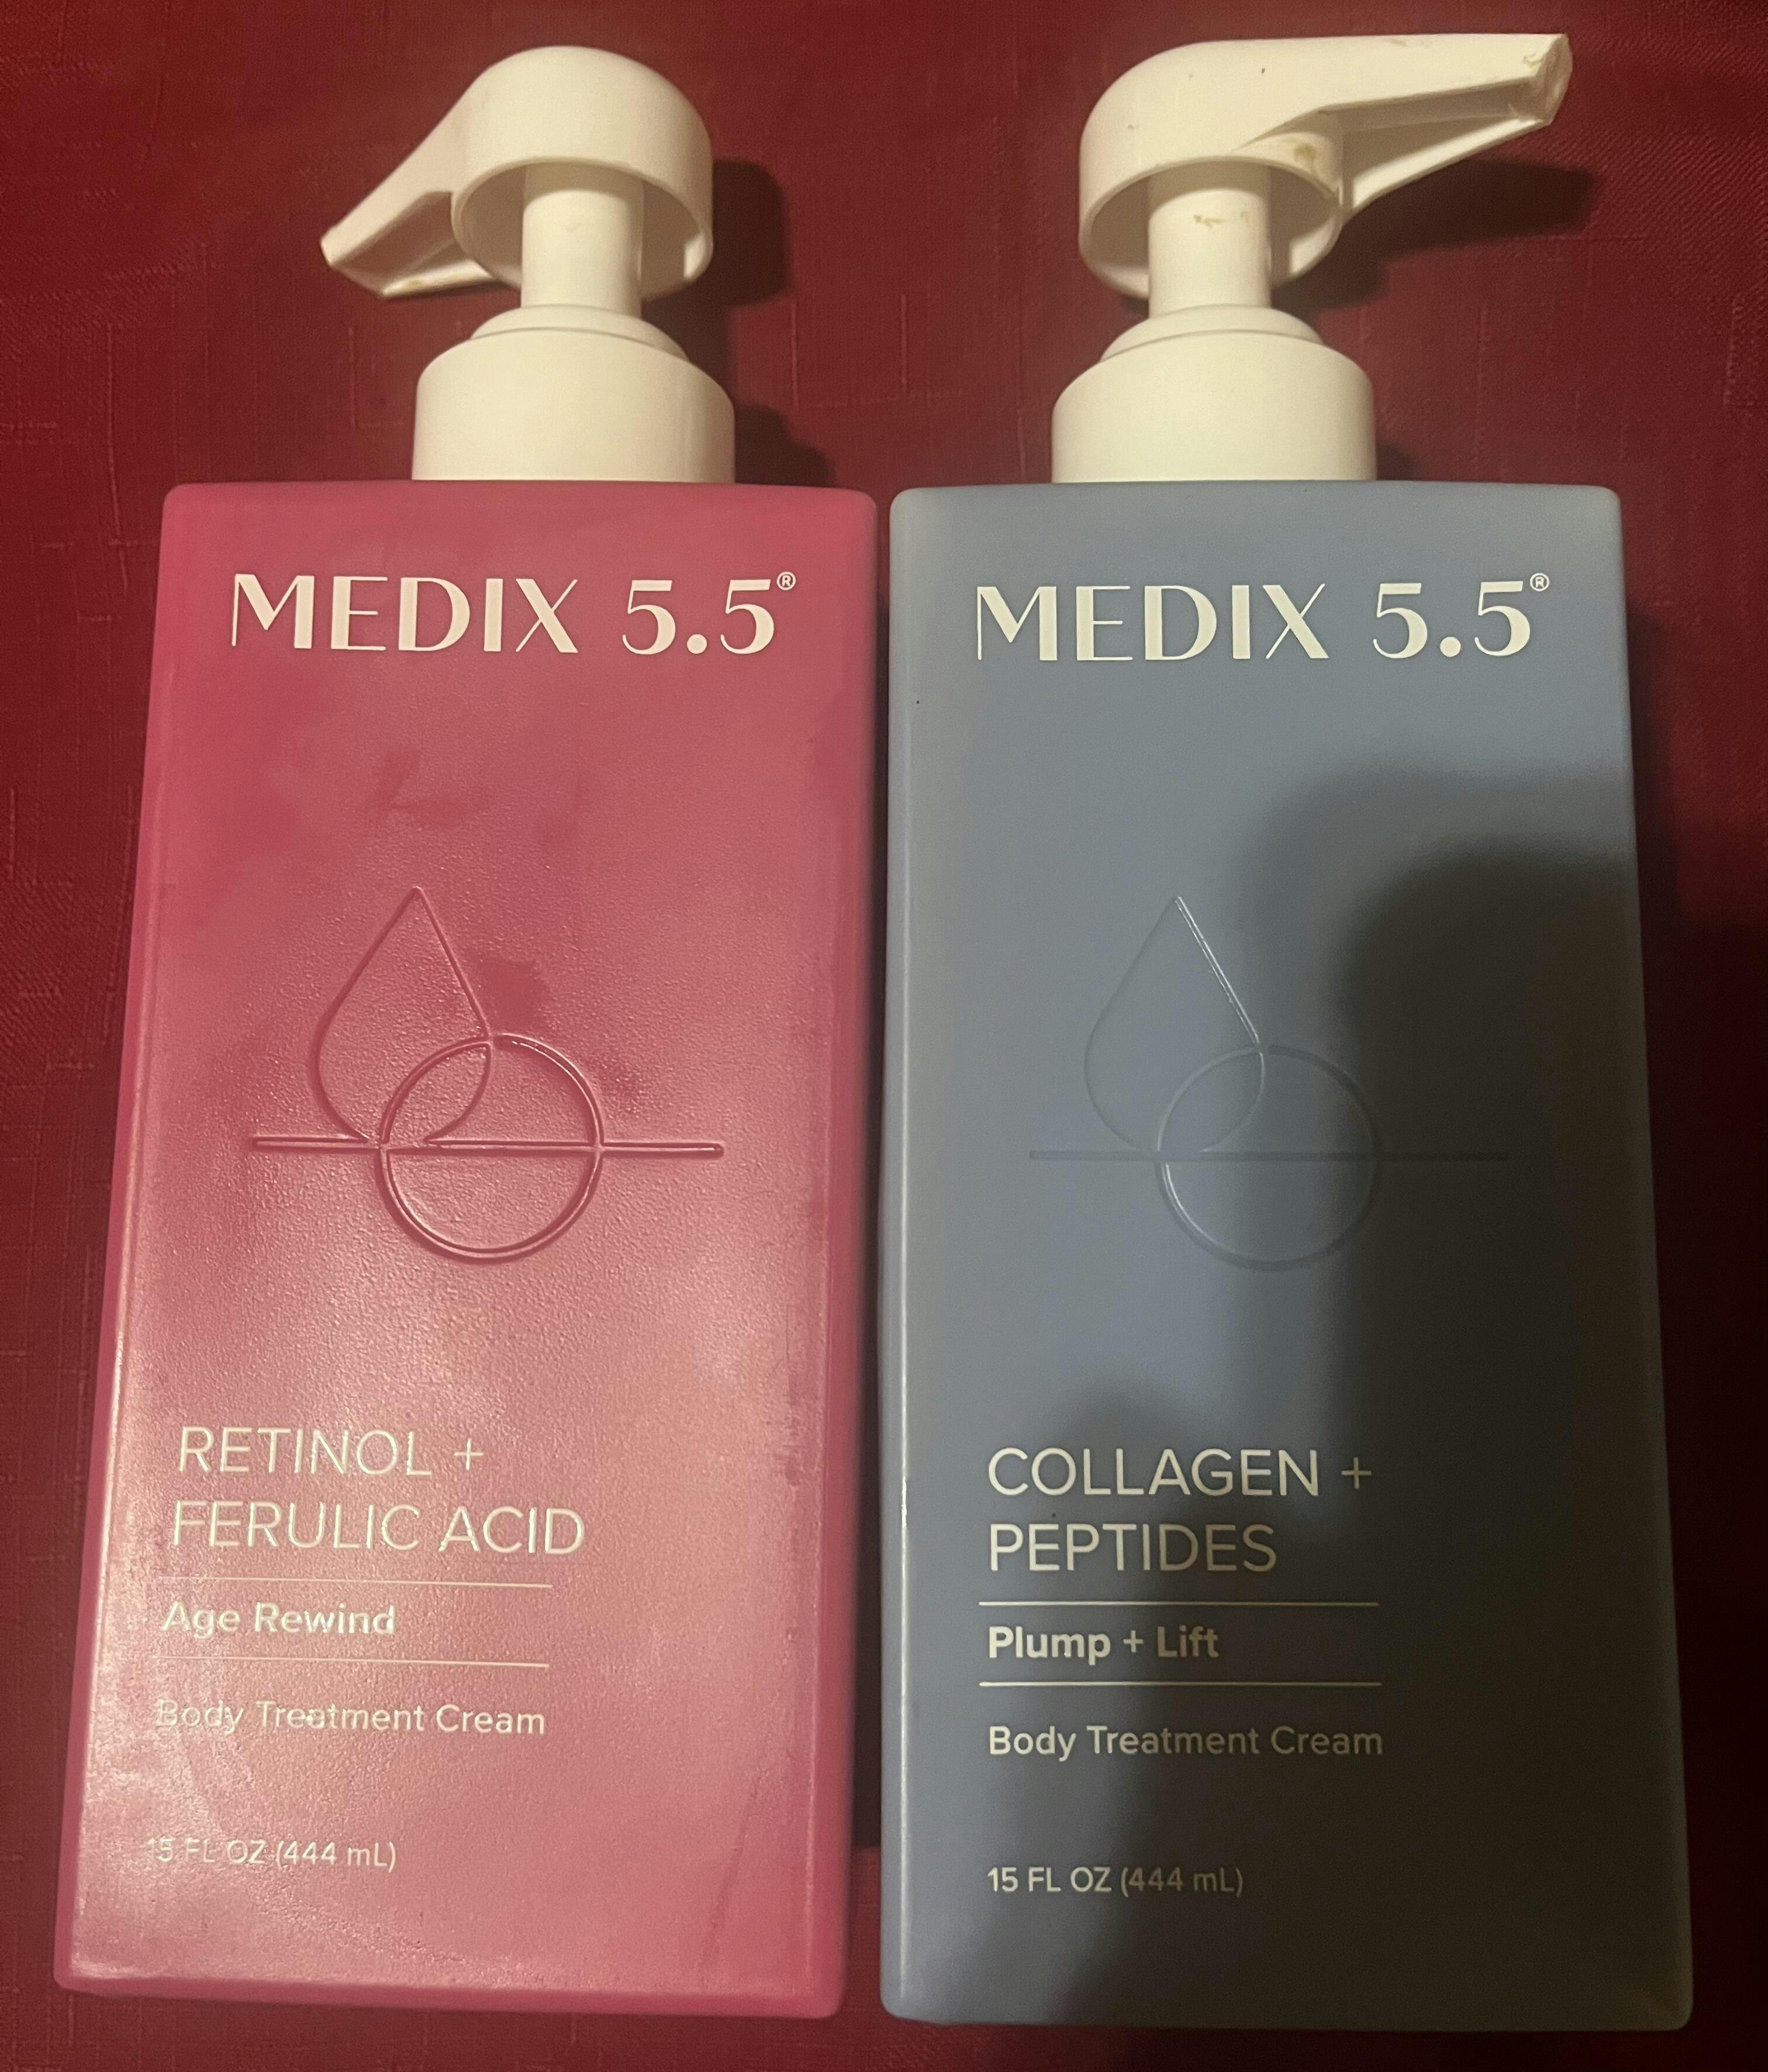 MEDIX 5.5®
RETINOL +
FERULIC ACID
Age Rewind
Body Treatment Cream
15 FL OZ (444 mL)
MEDIX 5.5®
COLLAGEN +
PEPTIDES
Plump + Lift
Body Treatment Cream
15 FL OZ (444 mL)